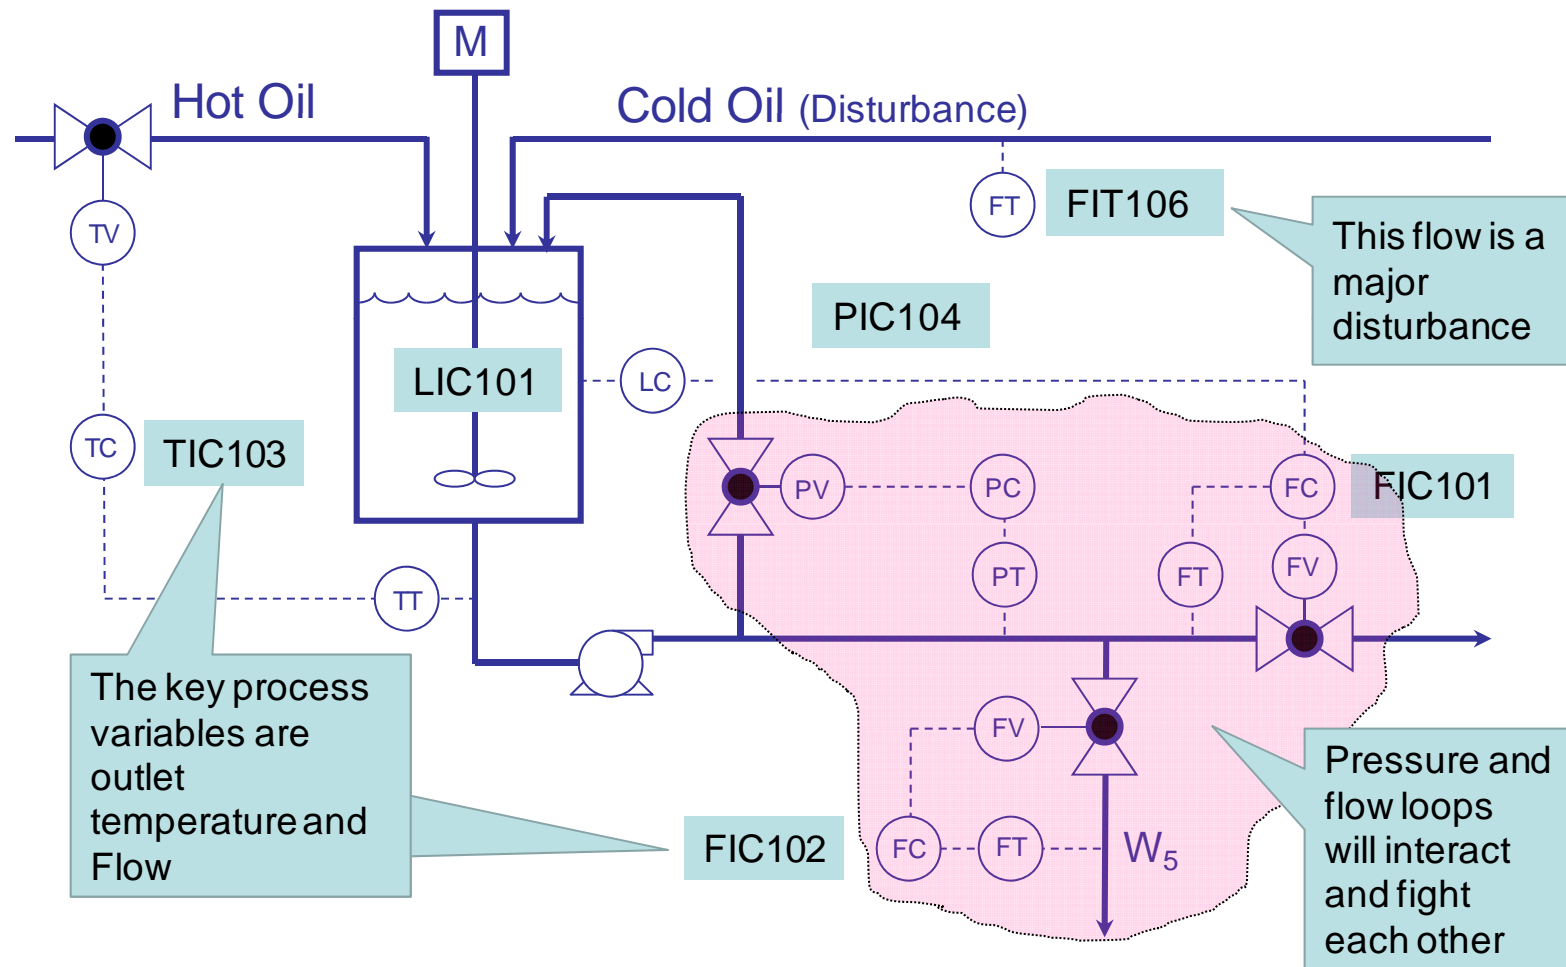 M
Hot Oil
Cold Oil (Disturbance)
TV
FT
FIT106
This flow is a
major
disturbance
PIC104
LIC101
LC
TC
TIC103
PV
PC
FC
FIC101
TT
PT
FT
FV
The key process
variables are
outlet
temperature and
Flow
FV
Pressure and
flow loops
will interact
and fight
each other
FIC102
FC
FT
W5